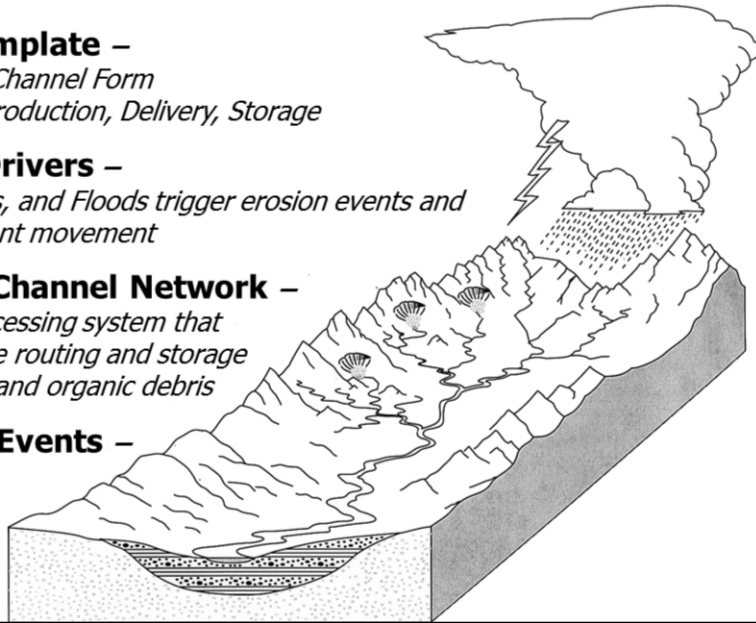 mplate –
Channel Form
roduction, Delivery, Storage
Drivers –
s, and Floods trigger erosion events and
nt movement
Channel Network –
cessing system that
e routing and storage
and organic debris
Events –